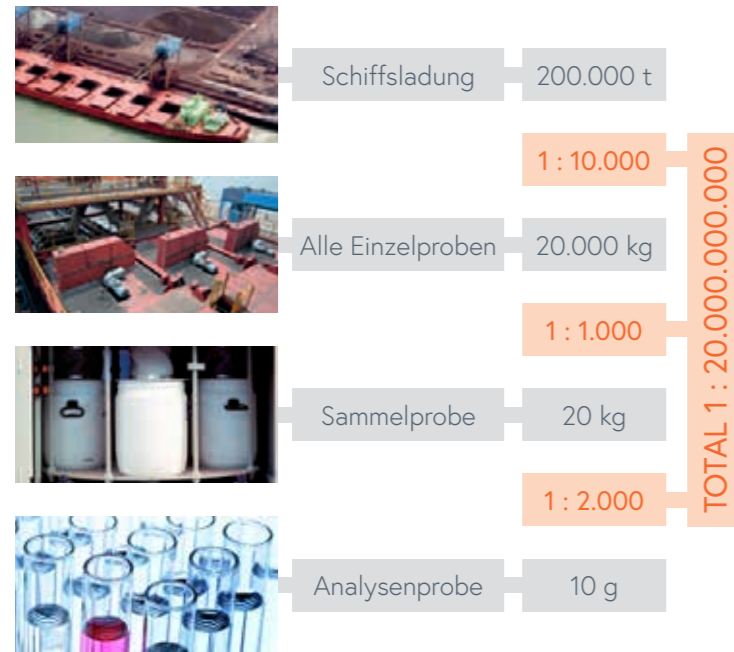 Schiffsladung 200.000 t
1 : 10.000
Alle Einzelproben 20.000 kg
1 : 1.000
Sammelprobe 20 kg
1 : 2.000
Analysenprobe 10 g
TOTAL 1 : 20.000.000.000